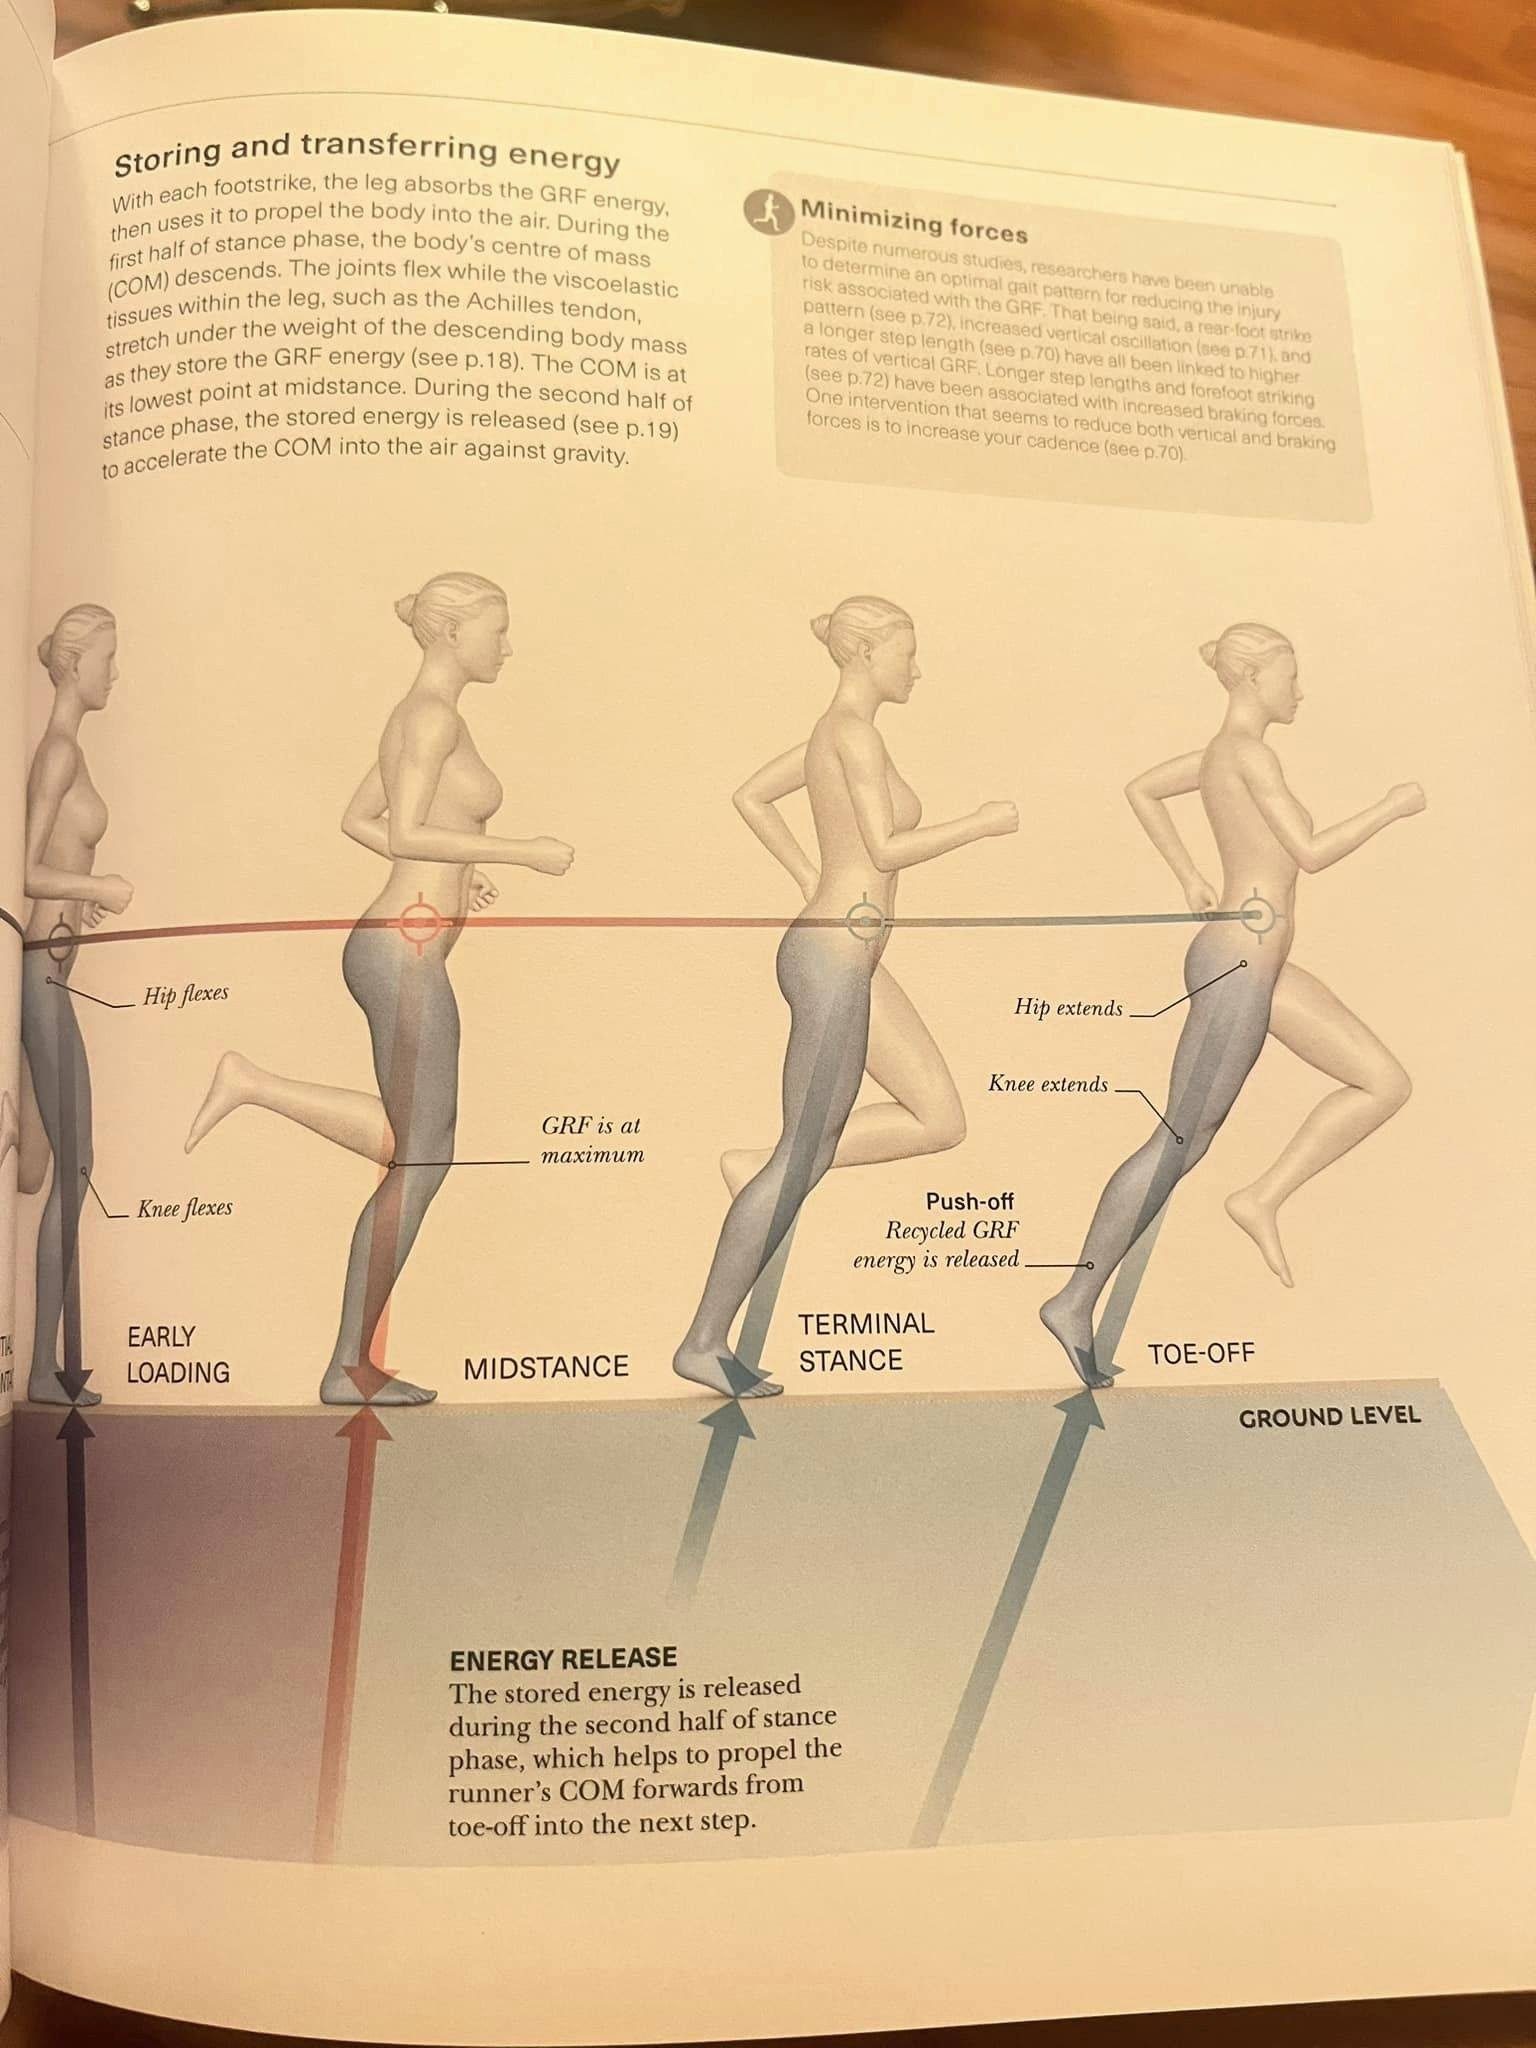 Storing and transferring energy
With each footstrike, the leg absorbs the GRF energy,
then uses it to propel the body into the air. During the
first half of stance phase, the body's centre of mass
(COM) descends. The joints flex while the viscoelastic
tissues within the leg, such as the Achilles tendon,
stretch under the weight of the descending body mass
as they store the GRF energy (see p.18). The COM is at
its lowest point at midstance. During the second half of
stance phase, the stored energy is released (see p.19)
to accelerate the COM into the air against gravity.
Minimizing forces
Despite numerous studies, researchers have been unable
to determine an optimal gait pattern for reducing the injury
risk associated with the GRF. That being said, a rear-foot strike
pattern (see p.72), increased vertical oscillation (see p.71), and
a longer step length (see p.70) have all been linked to higher
rates of vertical GRF. Longer step lengths and forefoot striking
(see p.72) have been associated with increased braking forces.
One intervention that seems to reduce both vertical and braking
forces is to increase your cadence (see p.70).
Hip flexes
Knee flexes
EARLY
LOADING
GRF is at
maximum
MIDSTANCE
TERMINAL
STANCE
Hip extends
Knee extends
Push-off
Recycled GRF
energy is released
TOE-OFF
GROUND LEVEL
ENERGY RELEASE
The stored energy is released
during the second half of stance
phase, which helps to propel the
runner's COM forwards from
toe-off into the next step.